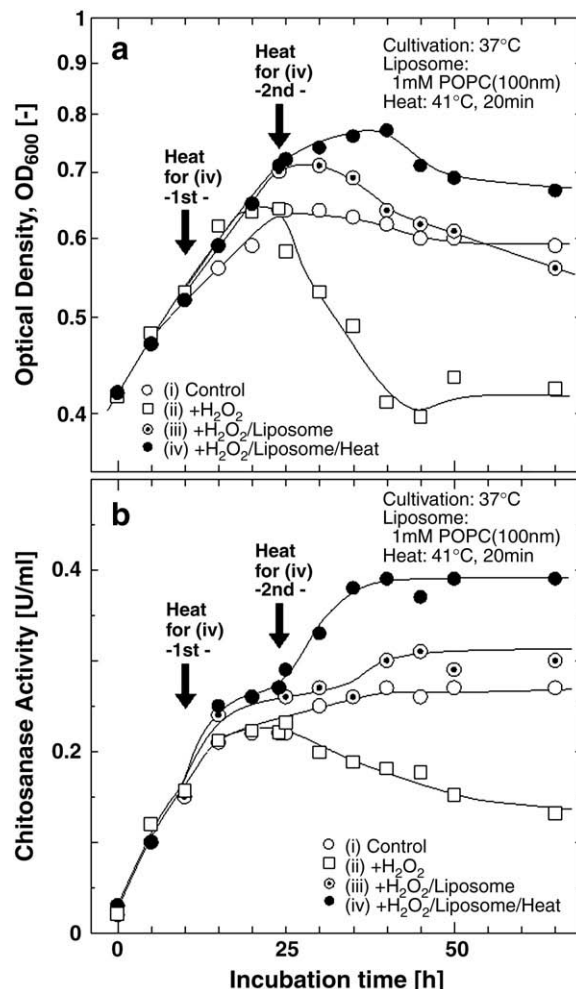 a
Optical Density, OD₆₀₀ [-]
1
0.9
0.8
0.7
0.6
0.5
0.4
Heat
for (iv)
-1st -
Heat
for (iv)
-2nd -
Cultivation: 37°C
Liposome:
1mM POPC(100nm)
Heat: 41°C, 20min
(i) Control
(ii) +H₂O₂
(iii) +H₂O₂/Liposome
(iv) +H₂O₂/Liposome/Heat
b
Chitosanase Activity [U/ml]
0.4
0.2
0
Heat
for (iv)
-1st -
Heat
for (iv)
-2nd -
Cultivation: 37°C
Liposome:
1mM POPC(100nm)
Heat: 41°C, 20min
(i) Control
(ii) +H₂O₂
(iii) +H₂O₂/Liposome
(iv) +H₂O₂/Liposome/Heat
0 25 50
Incubation time [h]